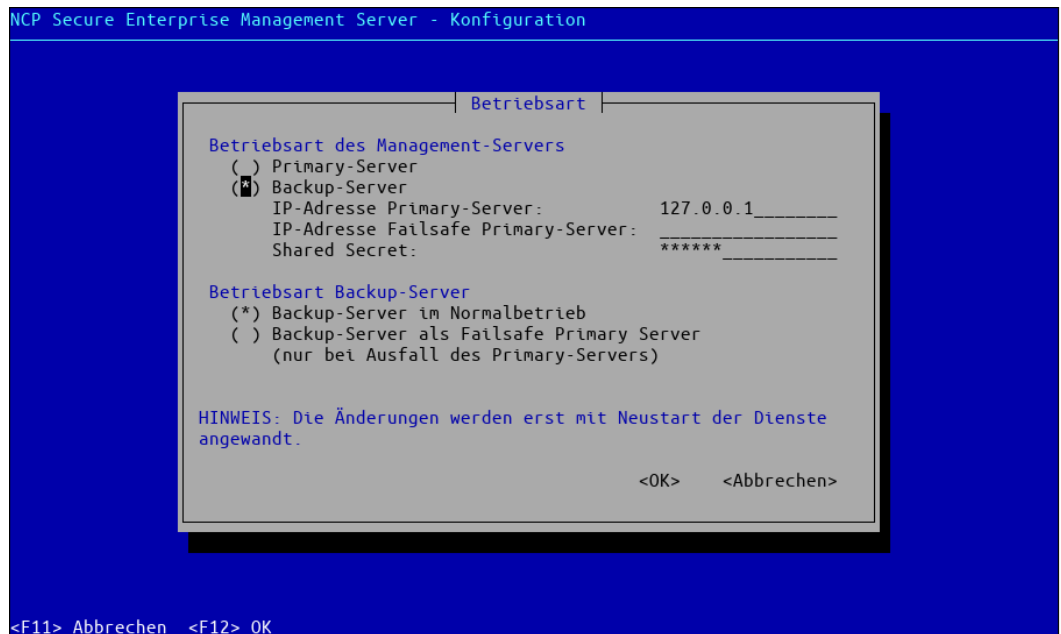 NCP Secure Enterprise Management Server - Konfiguration
Betriebsart
Betriebsart des Management-Servers
( ) Primary-Server
(*) Backup-Server
IP-Adresse Primary-Server: 127.0.0.1________
IP-Adresse Failsafe Primary-Server: _________________
Shared Secret: ******___________
Betriebsart Backup-Server
(*) Backup-Server im Normalbetrieb
( ) Backup-Server als Failsafe Primary Server
(nur bei Ausfall des Primary-Servers)
HINWEIS: Die Änderungen werden erst mit Neustart der Dienste
angewandt.
<OK> <Abbrechen>
<F11> Abbrechen <F12> OK